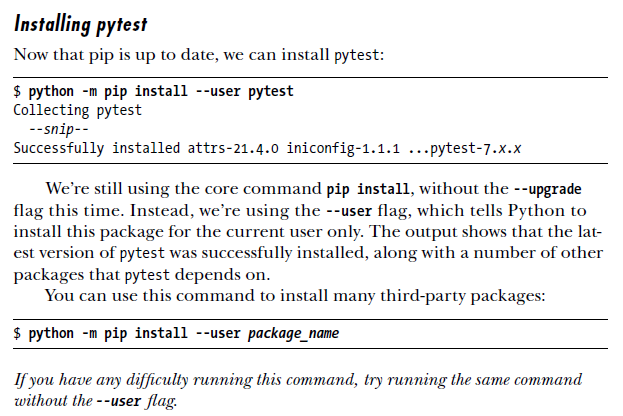 Installing pytest
Now that pip is up to date, we can install pytest:
$ python -m pip install --user pytest
Collecting pytest
  --snip--
Successfully installed attrs-21.4.0 iniconfig-1.1.1 ...pytest-7.x.x
We’re still using the core command pip install, without the --upgrade
flag this time. Instead, we’re using the --user flag, which tells Python to
install this package for the current user only. The output shows that the lat-
est version of pytest was successfully installed, along with a number of other
packages that pytest depends on.
You can use this command to install many third-party packages:
$ python -m pip install --user package_name
If you have any difficulty running this command, try running the same command
without the --user flag.